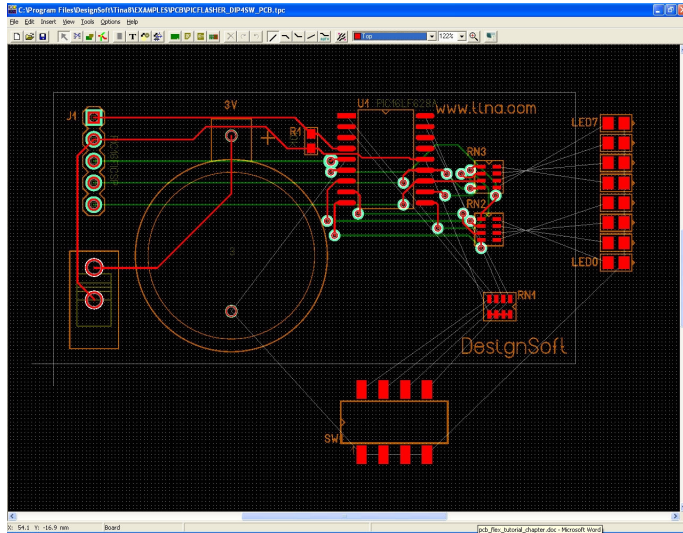 C:\Program Files\DesignSoft\Tina8\EXAMPLES\PCB\PICFLASHER_DIP4SW_PCB.tpc
File Edit Insert View Tools Options Help
Top 122%
3V
J1
R1
U1 PIC16LF628A
www.tina.com
LED7
RN3
RN2
LED0
RN1
DesignSoft
SW
X: 54.1 Y: -16.9 mm Board
pcb_flex_tutorial_chapter.doc - Microsoft Word